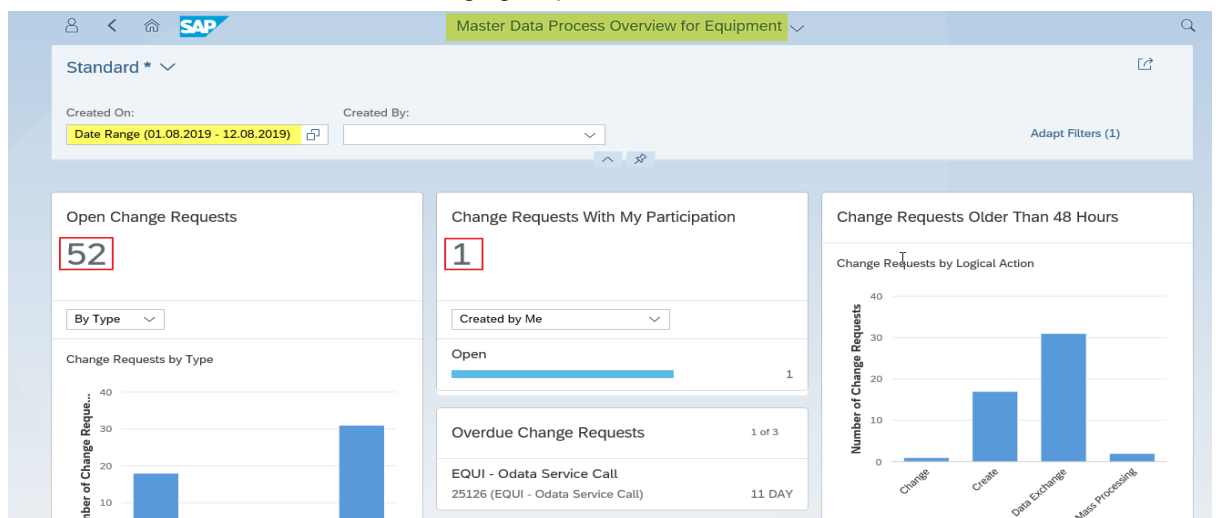 SAP
Master Data Process Overview for Equipment
Standard *
Created On:
Created By:
Date Range (01.08.2019 - 12.08.2019)
Adapt Filters (1)
Open Change Requests
52
By Type
Change Requests by Type
mber of Change Reque...
40
30
20
10
Change Requests With My Participation
1
Created by Me
Open
1
Overdue Change Requests
1 of 3
EQUI - Odata Service Call
25126 (EQUI - Odata Service Call)
11 DAY
Change Requests Older Than 48 Hours
Change Requests by Logical Action
Number of Change Requests
40
30
20
10
0
Change
Create
Data Exchange
Mass Processing